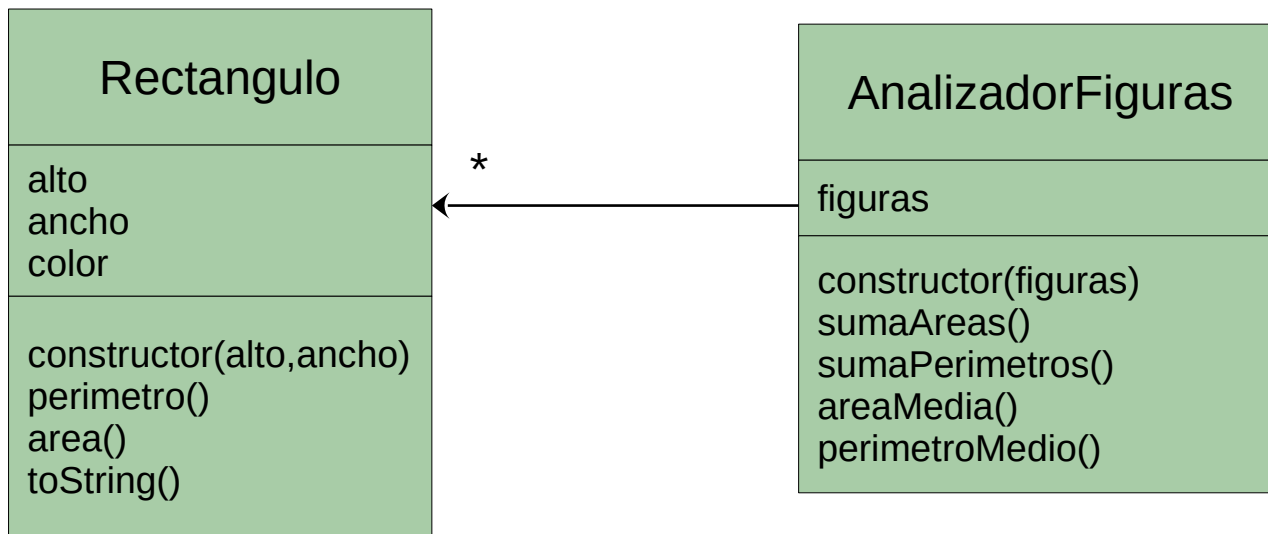 Rectangulo
alto
ancho
color
constructor(alto,ancho)
perimetro()
area()
toString()
*
AnalizadorFiguras
figuras
constructor(figuras)
sumaAreas()
sumaPerimetros()
areaMedia()
perimetroMedio()